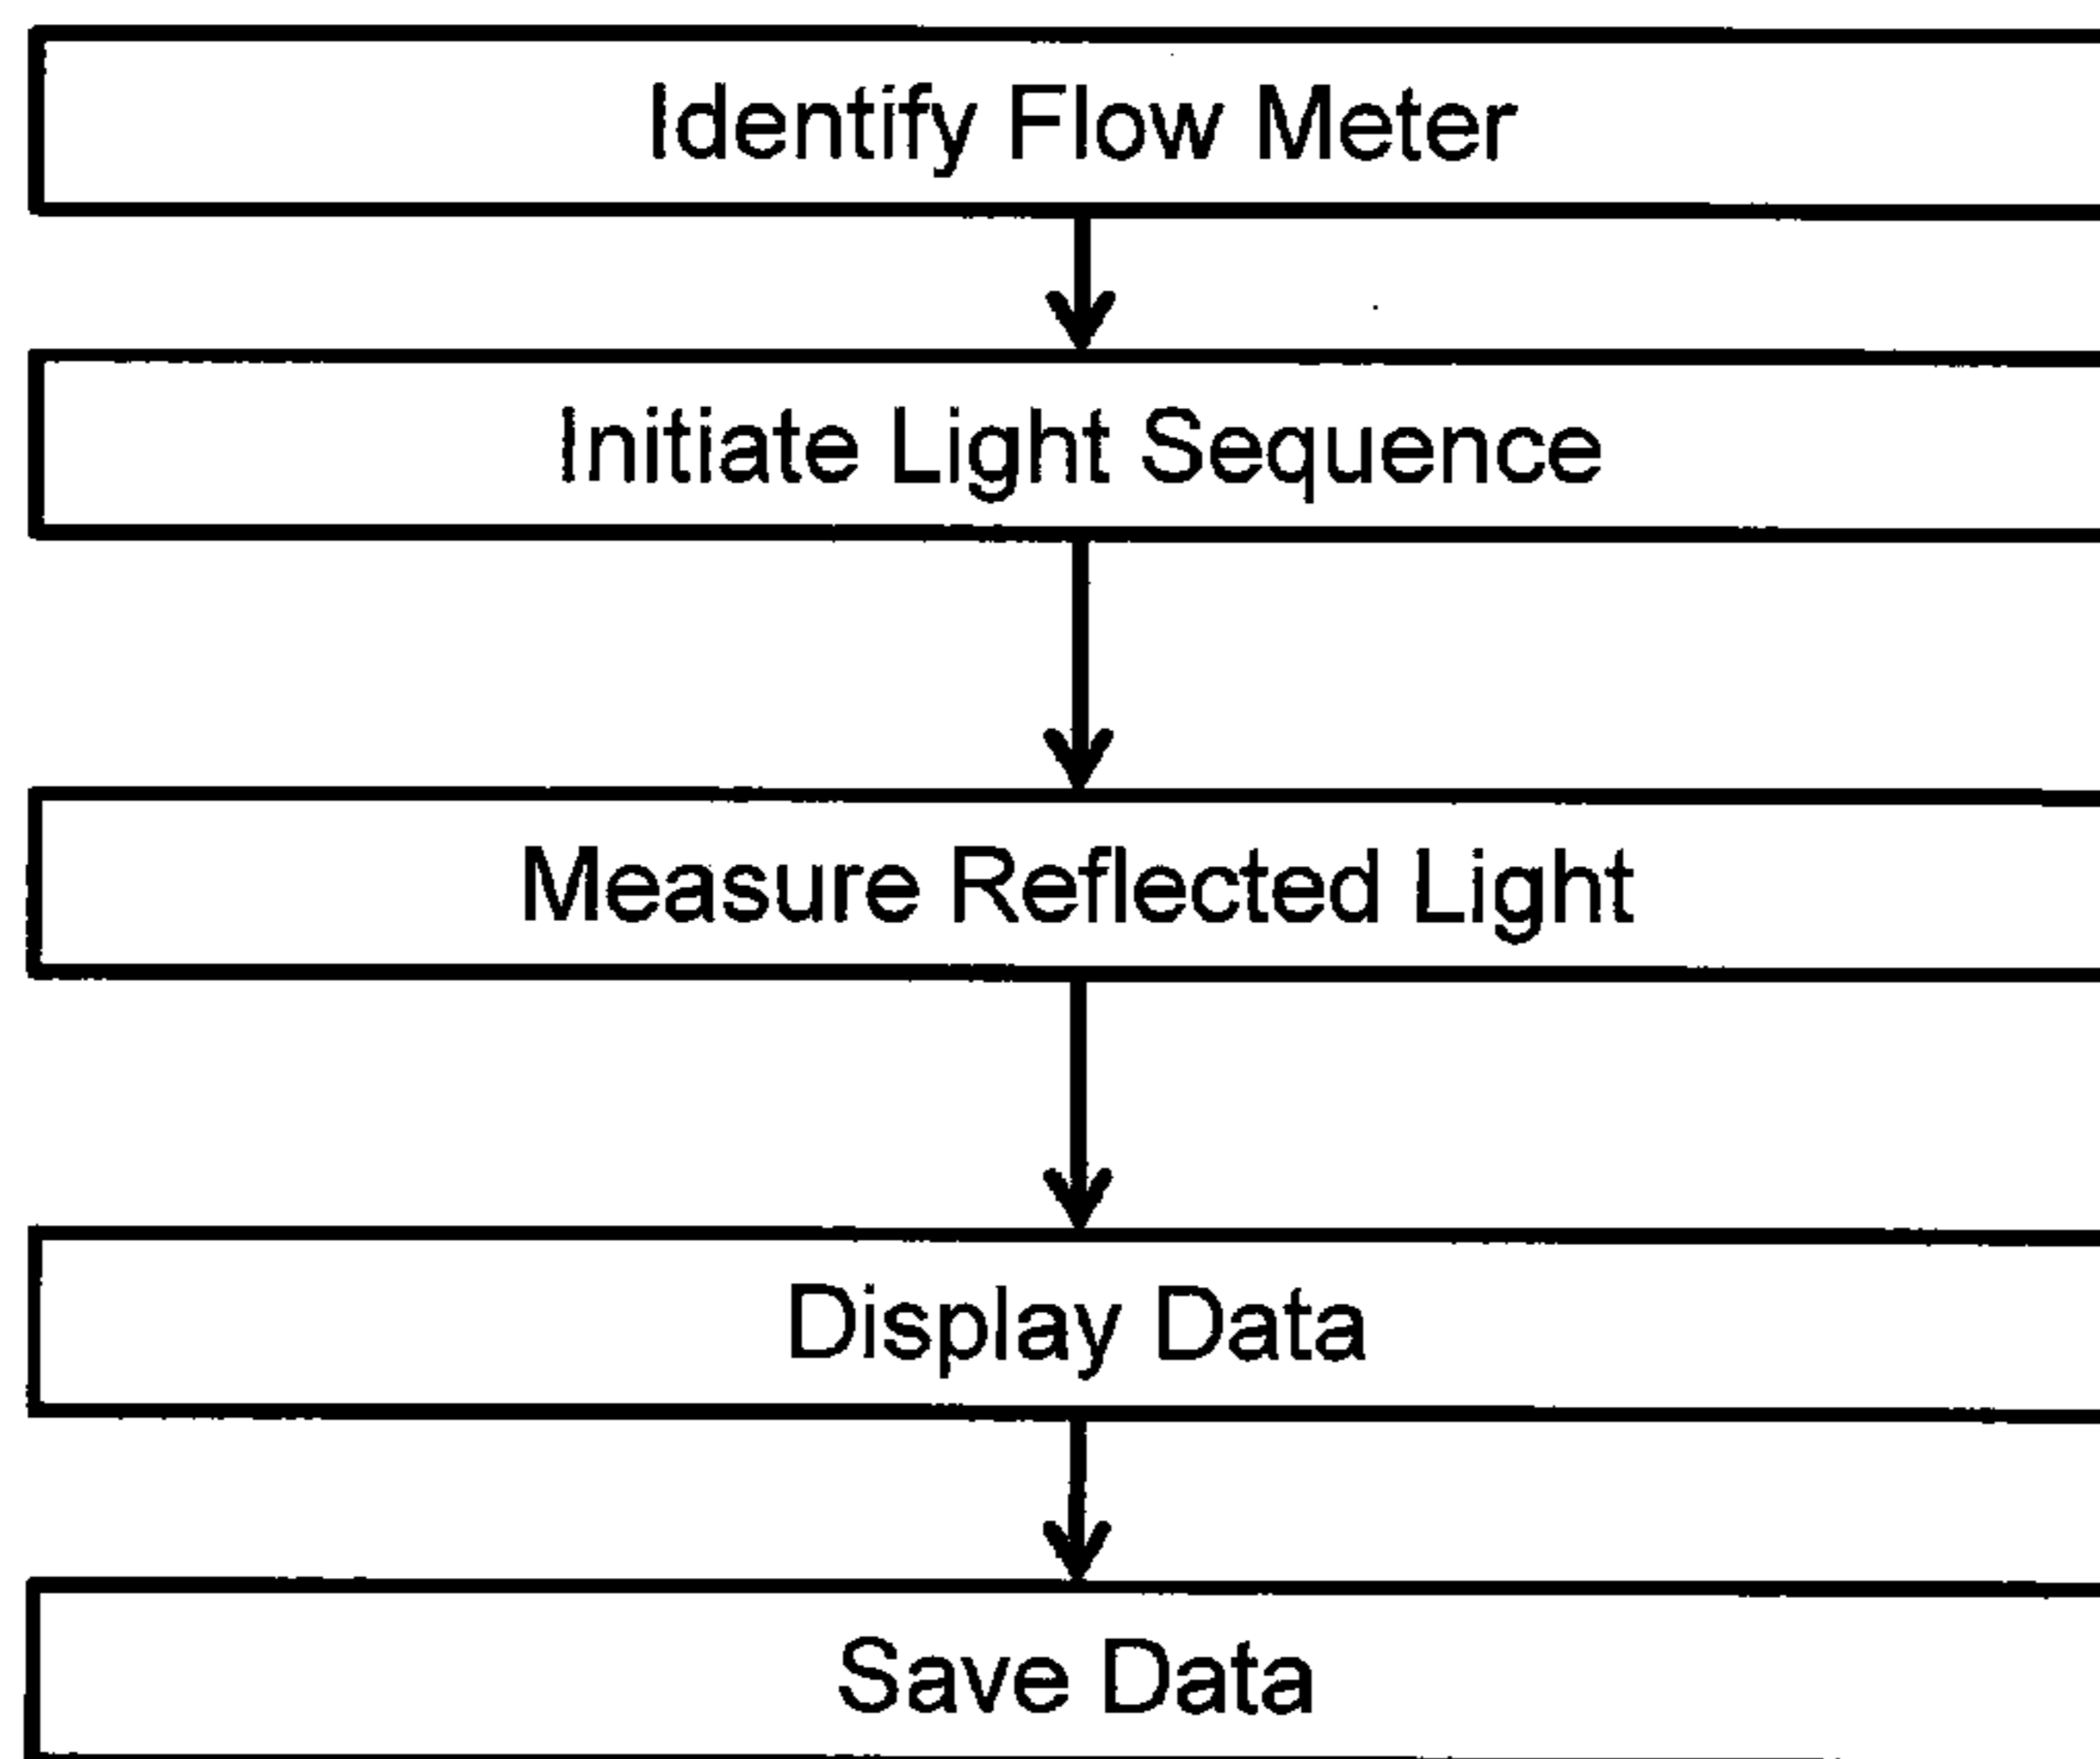 Identify Flow Meter
Initiate Light Sequence
Measure Reflected Light
Display Data
Save Data